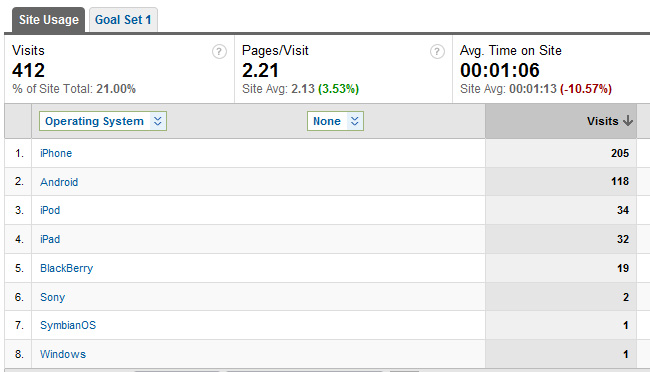 Site Usage Goal Set 1
Visits ? Pages/Visit ? Avg. Time on Site
412 2.21 00:01:06
% of Site Total: 21.00% Site Avg: 2.13 (3.53%) Site Avg: 00:01:13 (-10.57%)
Operating System None Visits
1. iPhone 205
2. Android 118
3. iPod 34
4. iPad 32
5. BlackBerry 19
6. Sony 2
7. SymbianOS 1
8. Windows 1